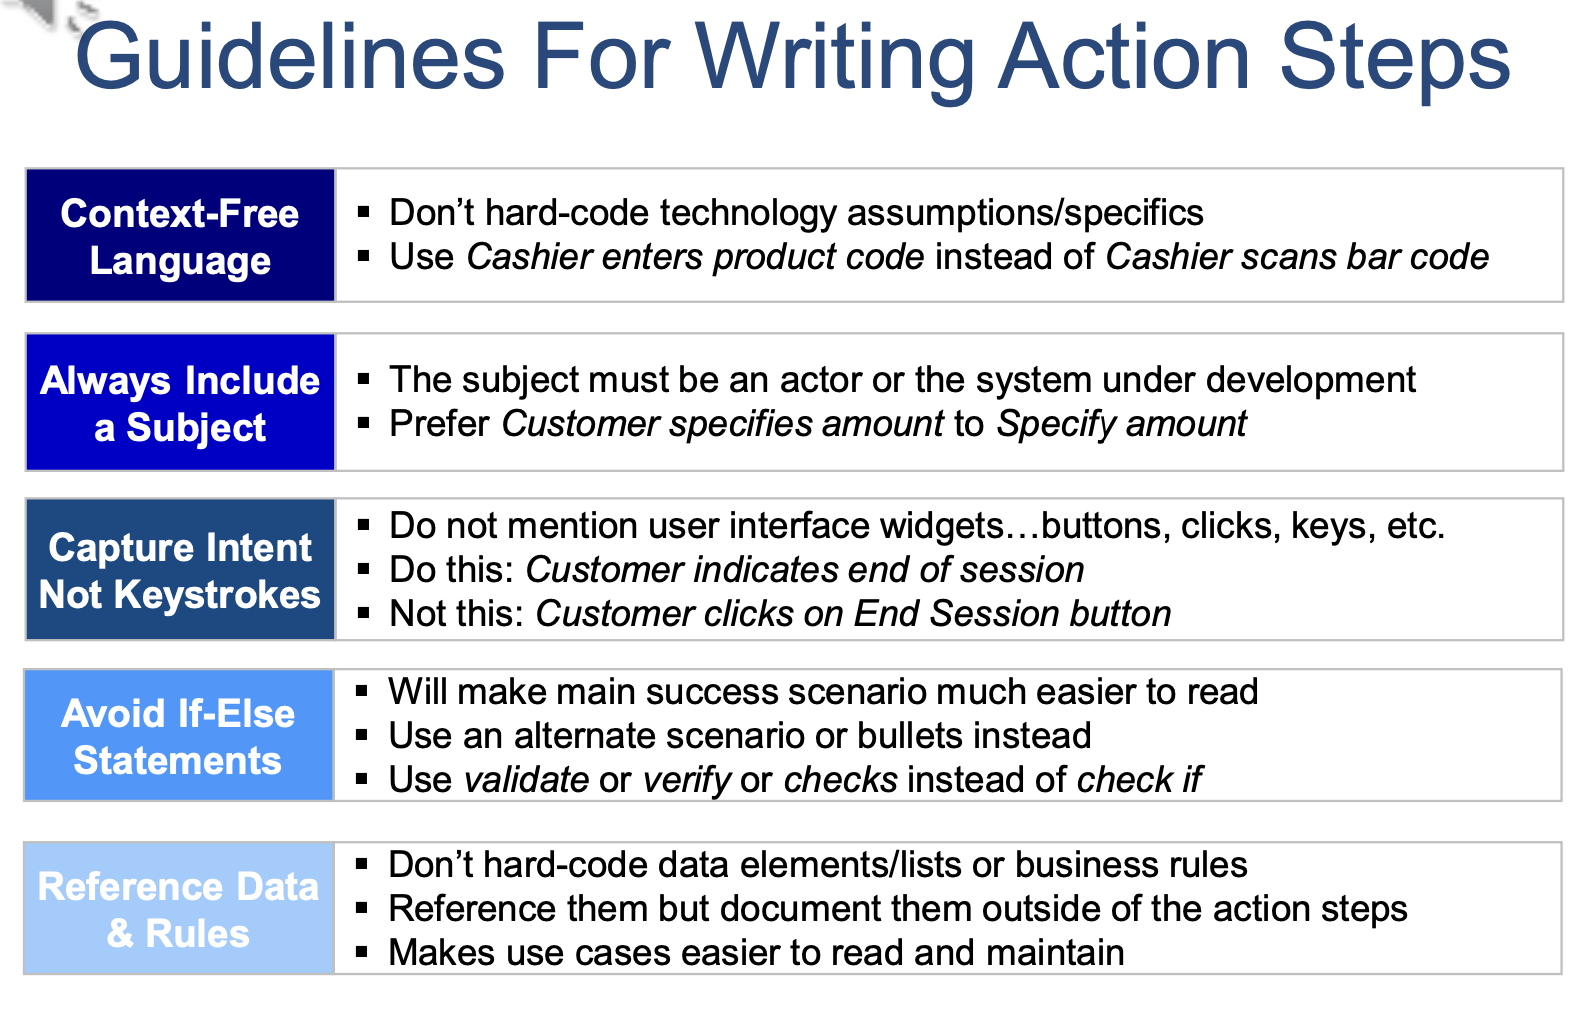 Guidelines For Writing Action Steps
Context-Free
Language
▪ Don’t hard-code technology assumptions/specifics
▪ Use Cashier enters product code instead of Cashier scans bar code
Always Include
a Subject
▪ The subject must be an actor or the system under development
▪ Prefer Customer specifies amount to Specify amount
Capture Intent
Not Keystrokes
▪ Do not mention user interface widgets…buttons, clicks, keys, etc.
▪ Do this: Customer indicates end of session
▪ Not this: Customer clicks on End Session button
Avoid If-Else
Statements
▪ Will make main success scenario much easier to read
▪ Use an alternate scenario or bullets instead
▪ Use validate or verify or checks instead of check if
Reference Data
& Rules
▪ Don’t hard-code data elements/lists or business rules
▪ Reference them but document them outside of the action steps
▪ Makes use cases easier to read and maintain